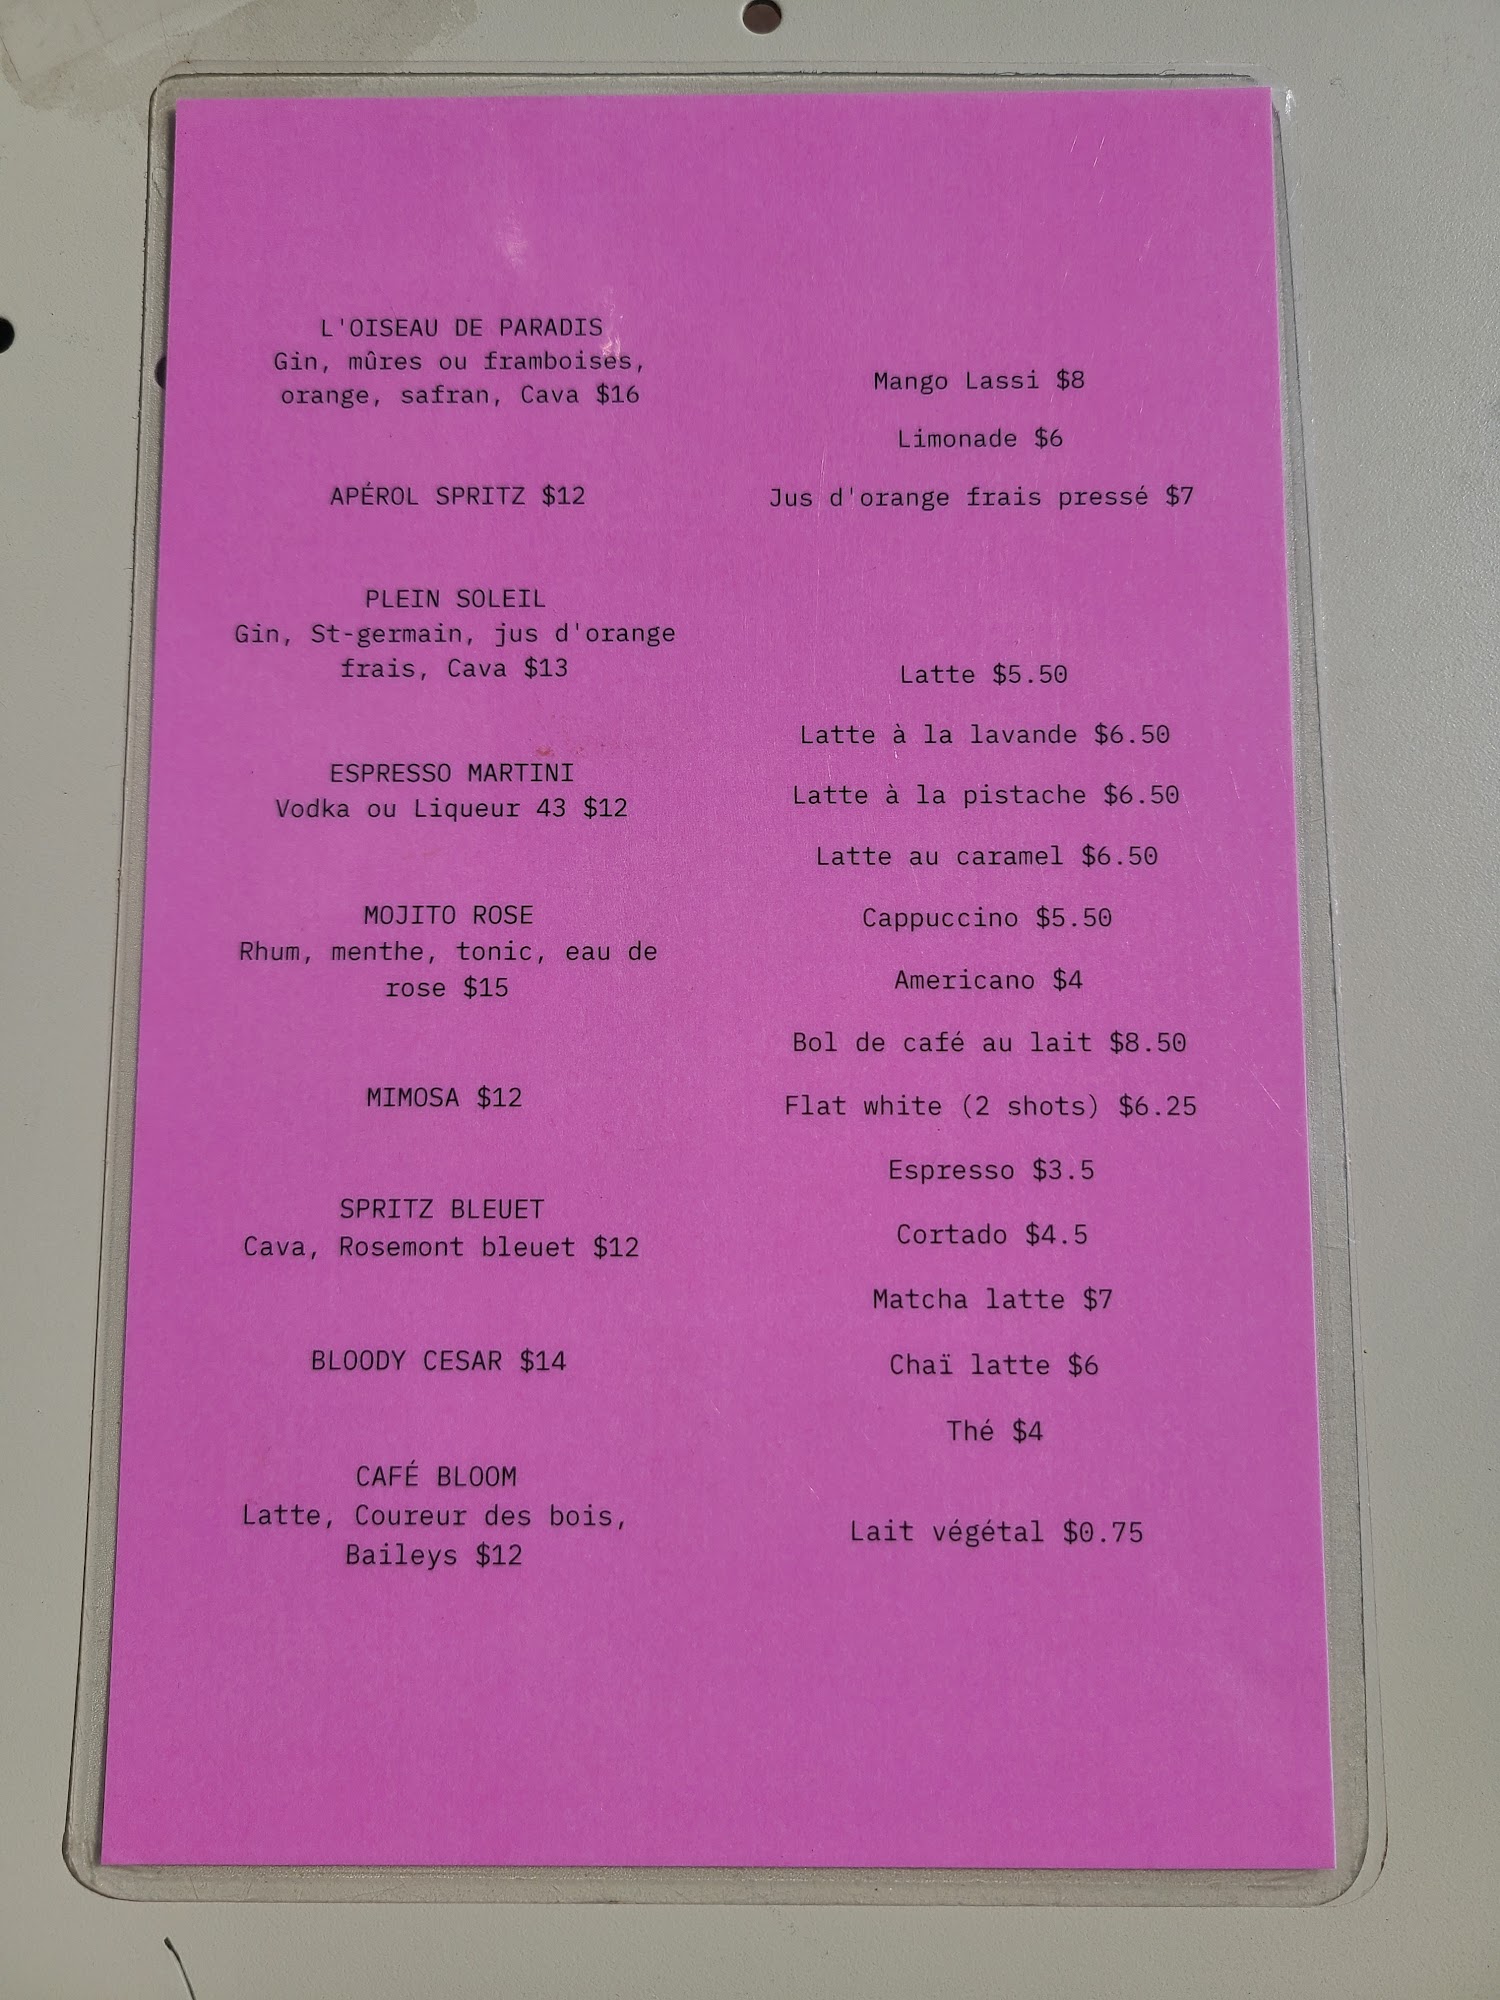 L'OISEAU DE PARADIS
Gin, mûres ou framboises,
orange, safran, Cava $16
APÉROL SPRITZ $12
PLEIN SOLEIL
Gin, St-germain, jus d'orange
frais, Cava $13
ESPRESSO MARTINI
Vodka ou Liqueur 43 $12
MOJITO ROSE
Rhum, menthe, tonic, eau de
rose $15
MIMOSA $12
SPRITZ BLEUET
Cava, Rosemont bleuet $12
BLOODY CESAR $14
CAFÉ BLOOM
Latte, Coureur des bois,
Baileys $12
Mango Lassi $8
Limonade $6
Jus d'orange frais pressé $7
Latte $5.50
Latte à la lavande $6.50
Latte à la pistache $6.50
Latte au caramel $6.50
Cappuccino $5.50
Americano $4
Bol de café au lait $8.50
Flat white (2 shots) $6.25
Espresso $3.5
Cortado $4.5
Matcha latte $7
Chaï latte $6
Thé $4
Lait végétal $0.75